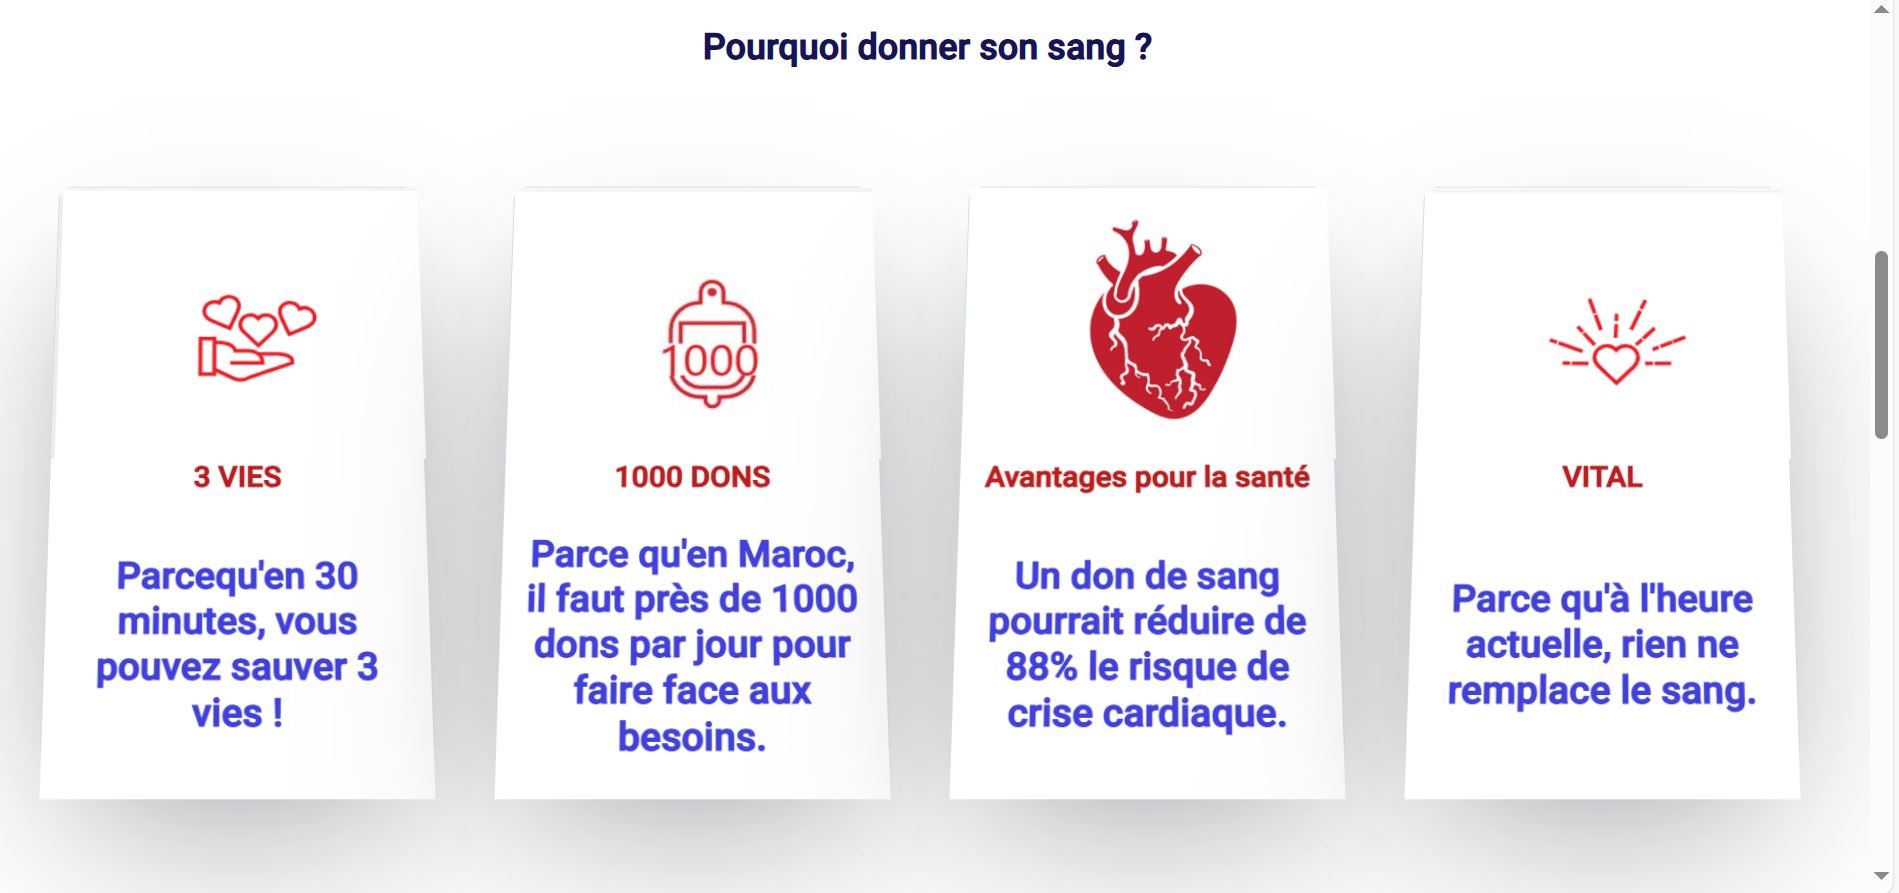 Pourquoi donner son sang ?
1000
3 VIES
Parcequ'en 30
minutes, vous
pouvez sauver 3
vies !
1000 DONS
Parce qu'en Maroc,
il faut près de 1000
dons par jour pour
faire face aux
besoins.
Avantages pour la santé
Un don de sang
pourrait réduire de
88% le risque de
crise cardiaque.
VITAL
Parce qu'à l'heure
actuelle, rien ne
remplace le sang.